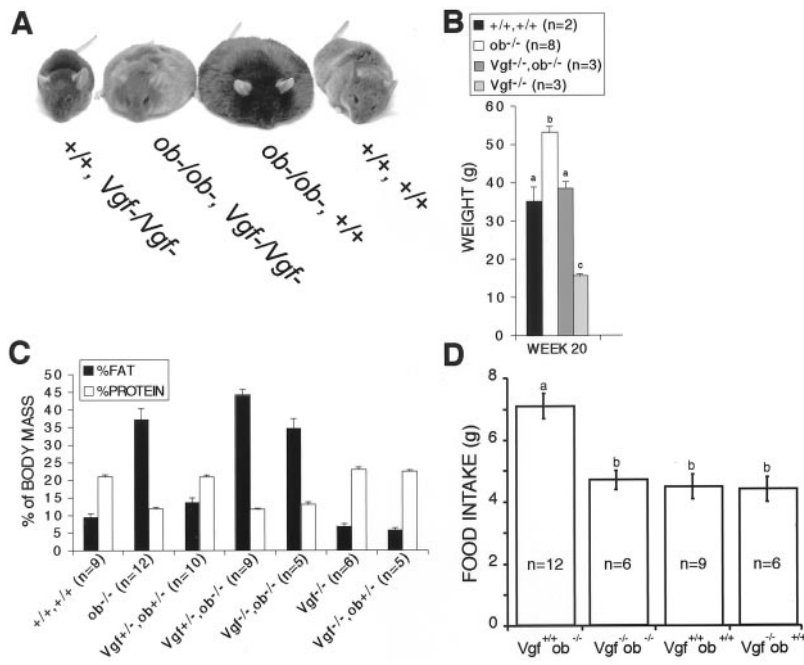 A
+/+, Vgf-/Vgf-
ob-/ob-, Vgf-/Vgf-
ob-/ob-, +/+
+/+, +/+
B
+/+,+/+ (n=2)
ob-/- (n=8)
Vgf-/-,ob-/- (n=3)
Vgf-/- (n=3)
WEIGHT (g)
60
50
40
30
20
10
0
a
b
a
c
WEEK 20
C
%FAT
%PROTEIN
% of BODY MASS
50
45
40
35
30
25
20
15
10
5
0
+/+,+/+ (n=9)
ob-/- (n=12)
Vgf+/-,ob+/- (n=10)
Vgf+/-,ob-/- (n=9)
Vgf-/-,ob-/- (n=5)
Vgf-/- (n=8)
Vgf-/-,ob+/- (n=5)
D
FOOD INTAKE (g)
8
6
4
2
0
a
b
b
b
n=12
n=6
n=9
n=6
Vgf+/+ob-/-
Vgf-/-ob-/-
Vgf+/+ob+/+
Vgf-/-ob+/+